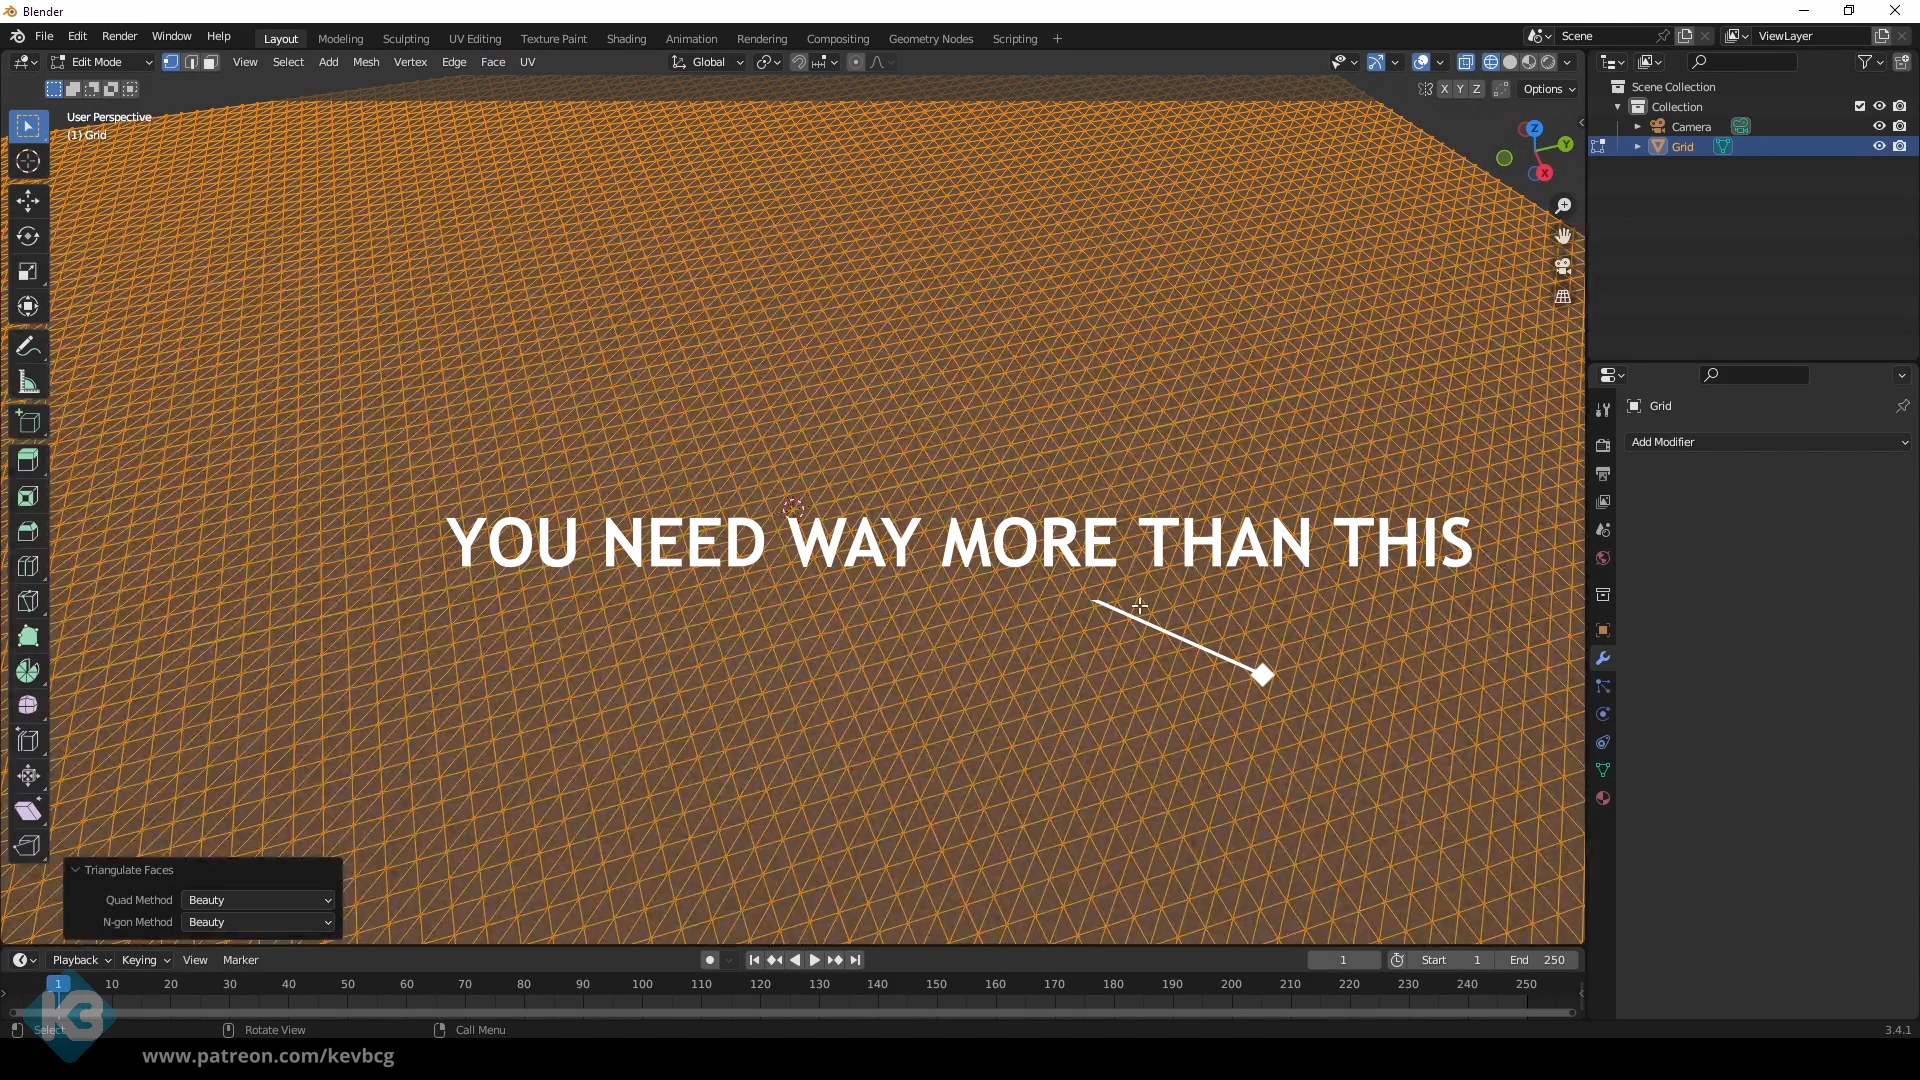 Blender
File Edit Render Window Help Layout Modeling Sculpting UV Editing Texture Paint Shading Animation Rendering Compositing Geometry Nodes Scripting + Scene ViewLayer
Edit Mode View Select Add Mesh Vertex Edge Face UV Global
X Y Z Options
Scene Collection
Collection
Camera
Grid
User Perspective
(1) Grid
Z
Y
X
Grid
Add Modifier
YOU NEED WAY MORE THAN THIS
Triangulate Faces
Quad Method Beauty
N-gon Method Beauty
Playback Keying View Marker 1 Start 1 End 250
1 10 20 30 40 50 60 70 80 90 100 110 120 130 140 150 160 170 180 190 200 210 220 230 240 250
K3
Select Rotate View Call Menu 3.4.1
www.patreon.com/kevbcg